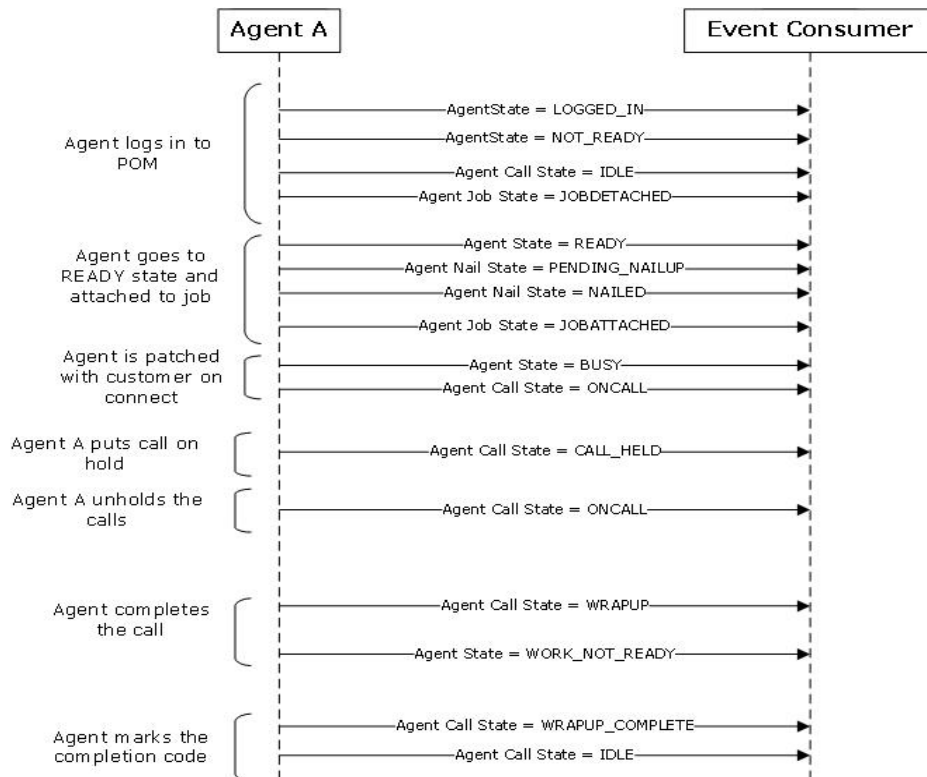 Agent A
Event Consumer
Agent logs in to
POM
AgentState = LOGGED_IN
AgentState = NOT_READY
Agent Call State = IDLE
Agent Job State = JOBDETACHED
Agent goes to
READY state and
attached to job
Agent State = READY
Agent Nail State = PENDING_NAILUP
Agent Nail State = NAILED
Agent Job State = JOBATTACHED
Agent is patched
with customer on
connect
Agent State = BUSY
Agent Call State = ONCALL
Agent A puts call on
hold
Agent Call State = CALL_HELD
Agent A unholds the
calls
Agent Call State = ONCALL
Agent completes
the call
Agent Call State = WRAPUP
Agent State = WORK_NOT_READY
Agent marks the
completion code
Agent Call State = WRAPUP_COMPLETE
Agent Call State = IDLE